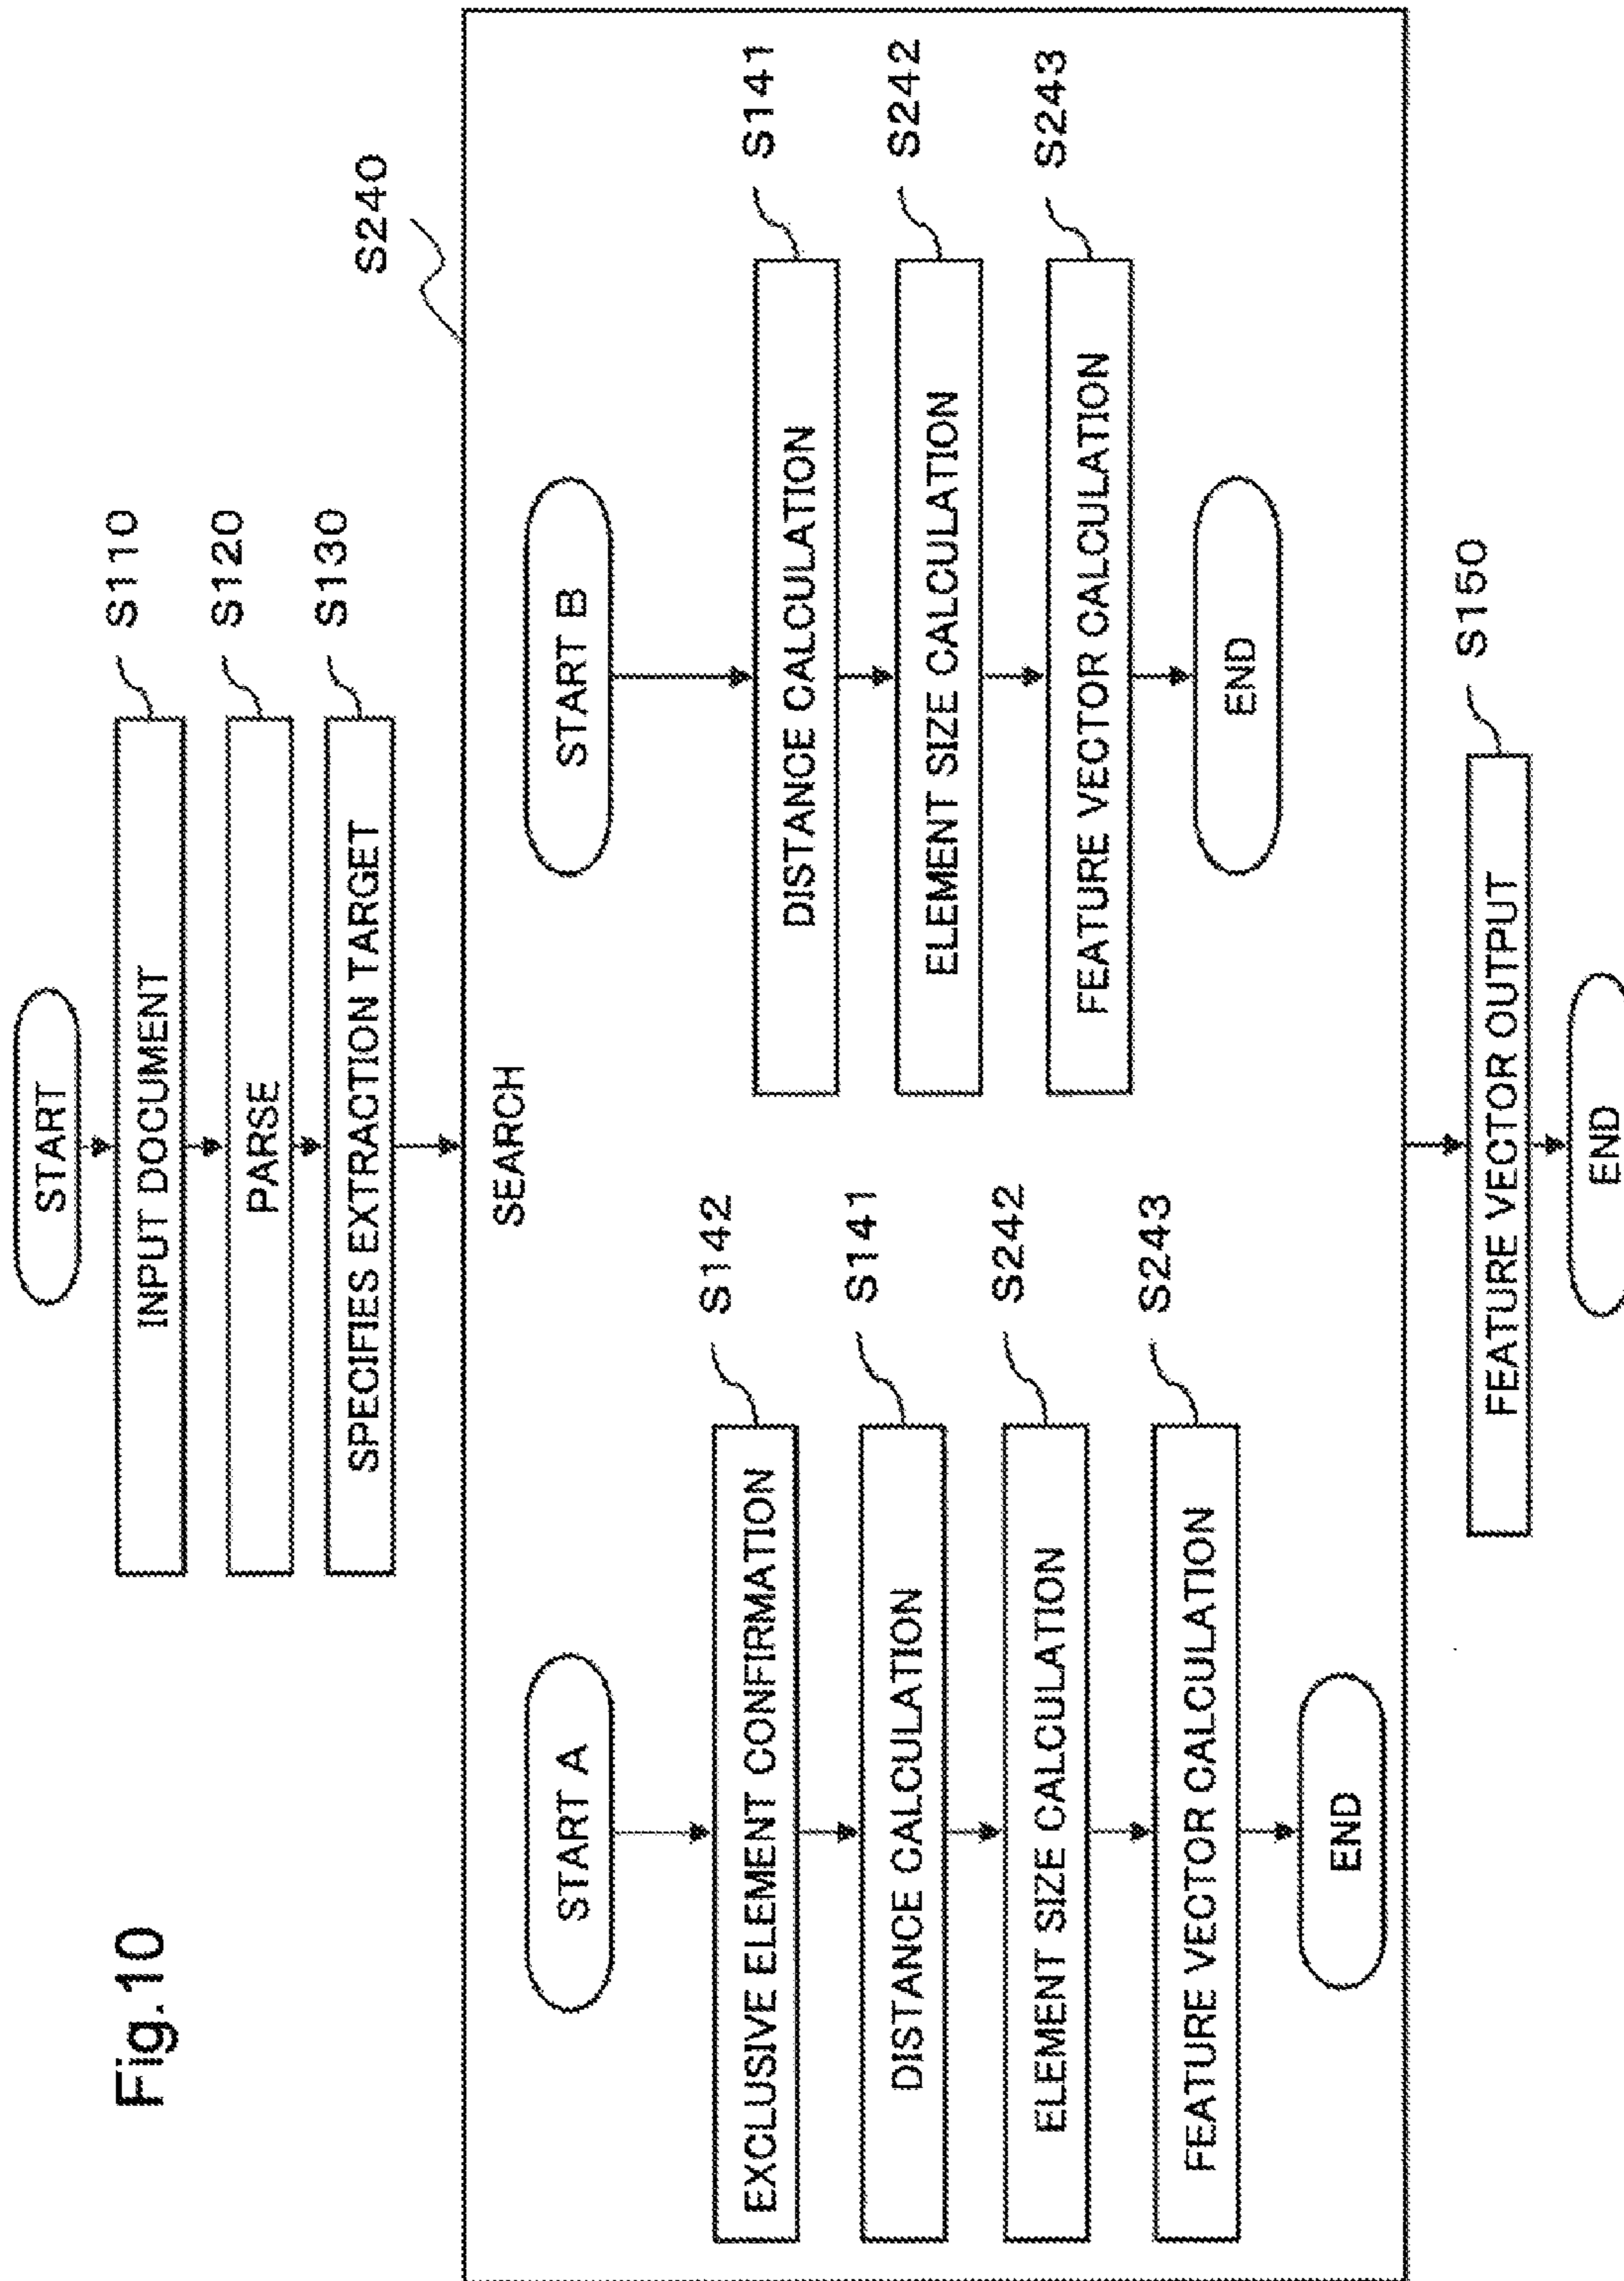 Fig.10
START
INPUT DOCUMENT
S110
PARSE
S120
SPECIFIES EXTRACTION TARGET
S130
S240
SEARCH
START A
EXCLUSIVE ELEMENT CONFIRMATION
S142
DISTANCE CALCULATION
S141
ELEMENT SIZE CALCULATION
S242
FEATURE VECTOR CALCULATION
S243
END
START B
DISTANCE CALCULATION
S141
ELEMENT SIZE CALCULATION
S242
FEATURE VECTOR CALCULATION
S243
END
FEATURE VECTOR OUTPUT
S150
END